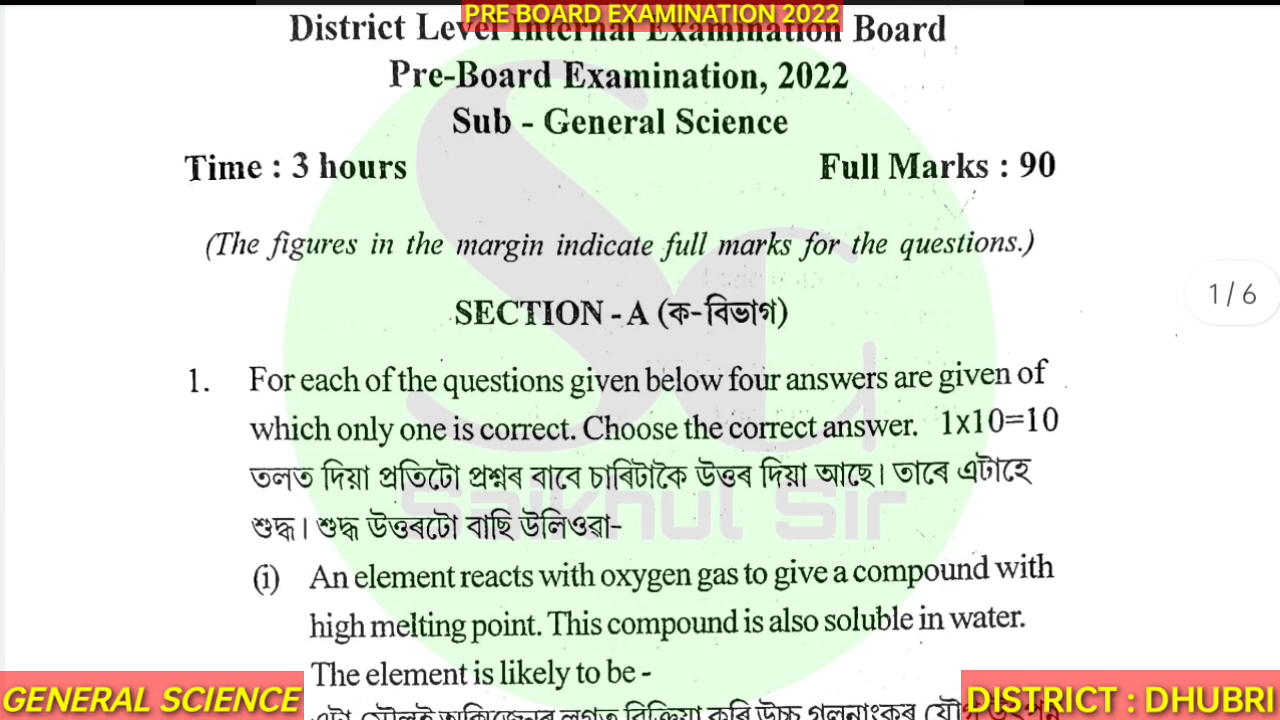 PRE BOARD EXAMINATION 2022
District Level Internal Examination Board
Pre-Board Examination, 2022
Sub - General Science
Time : 3 hours Full Marks : 90
(The figures in the margin indicate full marks for the questions.)
1/6
SECTION - A (ক-বিভাগ)
1. For each of the questions given below four answers are given of
which only one is correct. Choose the correct answer. 1x10=10
তলত দিয়া প্ৰতিটো প্ৰশ্নৰ বাবে চাৰিটাকৈ উত্তৰ দিয়া আছে। তাৰে এটাহে
শুদ্ধ। শুদ্ধ উত্তৰটো বাছি উলিওৱা-
Saikhul Sir
(i) An element reacts with oxygen gas to give a compound with
high melting point. This compound is also soluble in water.
The element is likely to be -
GENERAL SCIENCE
DISTRICT : DHUBRI